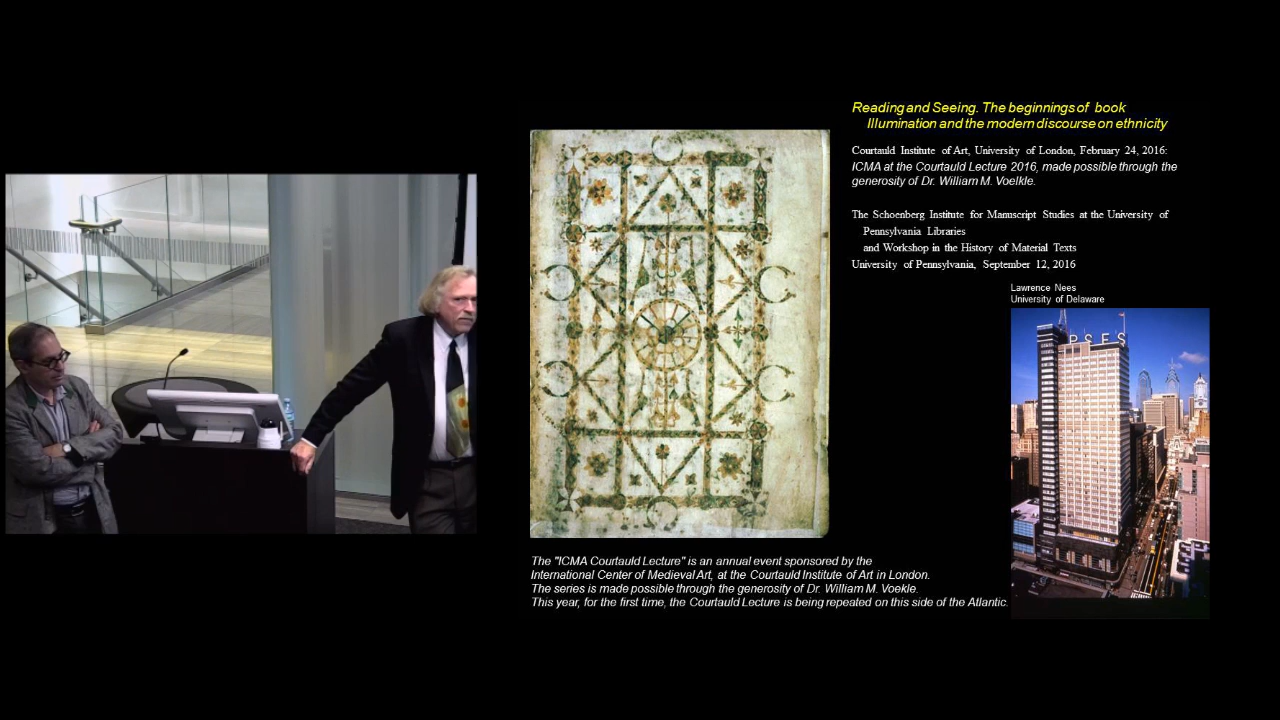 Reading and Seeing. The beginnings of book
Illumination and the modern discourse on ethnicity
Courtauld Institute of Art, University of London, February 24, 2016:
ICMA at the Courtauld Lecture 2016, made possible through the
generosity of Dr. William M. Voelkle.
The Schoenberg Institute for Manuscript Studies at the University of
Pennsylvania Libraries
and Workshop in the History of Material Texts
University of Pennsylvania, September 12, 2016
Lawrence Nees
University of Delaware
PSFS
The "ICMA Courtauld Lecture" is an annual event sponsored by the
International Center of Medieval Art, at the Courtauld Institute of Art in London.
The series is made possible through the generosity of Dr. William M. Voekle.
This year, for the first time, the Courtauld Lecture is being repeated on this side of the Atlantic.